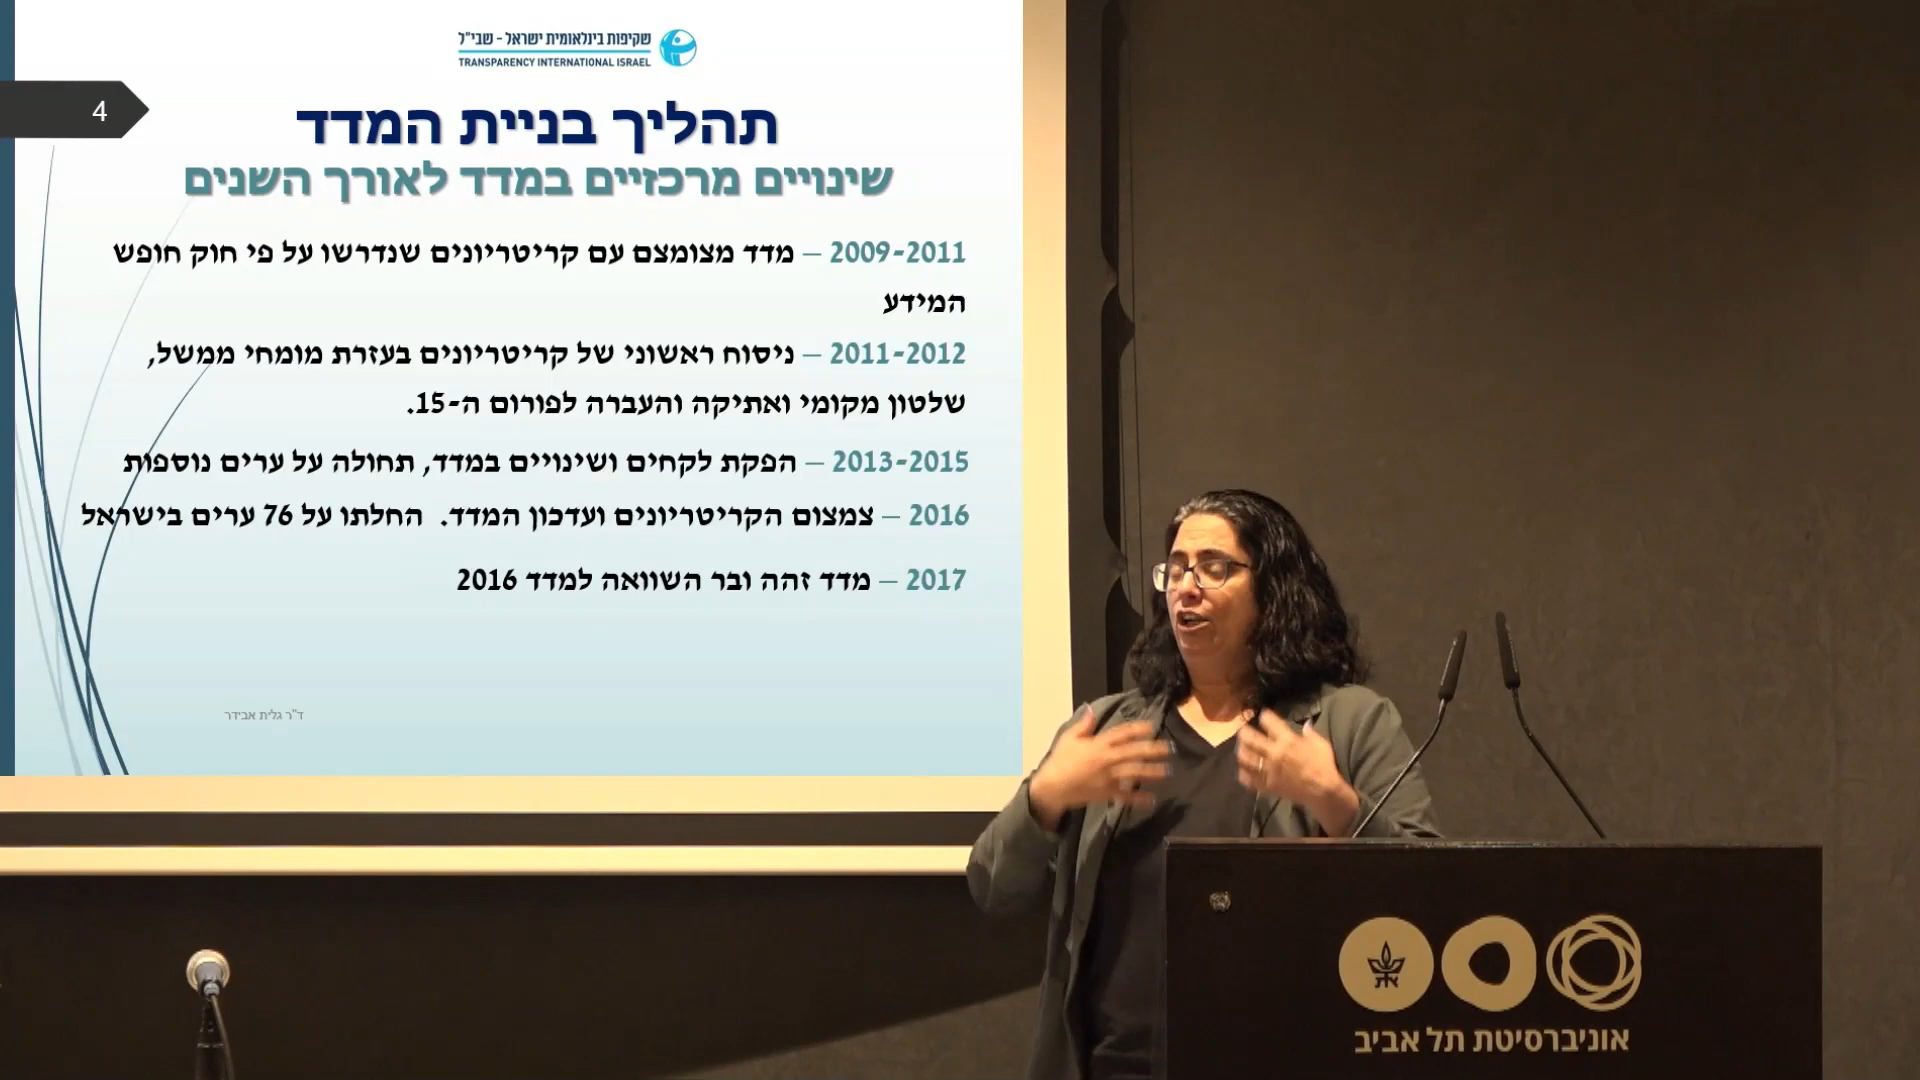 שקיפות בינלאומית ישראל - שבי"ל
TRANSPARENCY INTERNATIONAL ISRAEL
4
תהליך בניית המדד
שינויים מרכזיים במדד לאורך השנים
2009-2011 – מדד מצומצם עם קריטריונים שנדרשו על פי חוק חופש
המידע
2011-2012 – ניסוח ראשוני של קריטריונים בעזרת מומחי ממשל,
שלטון מקומי ואתיקה והעברה לפורום ה-15.
2013-2015 – הפקת לקחים ושינויים במדד, תחולה על ערים נוספות
2016 – צמצום הקריטריונים ועדכון המדד. החלתו על 76 ערים בישראל
2017 – מדד זהה ובר השוואה למדד 2016
ד"ר גלית אבידר
אוניברסיטת תל אביב